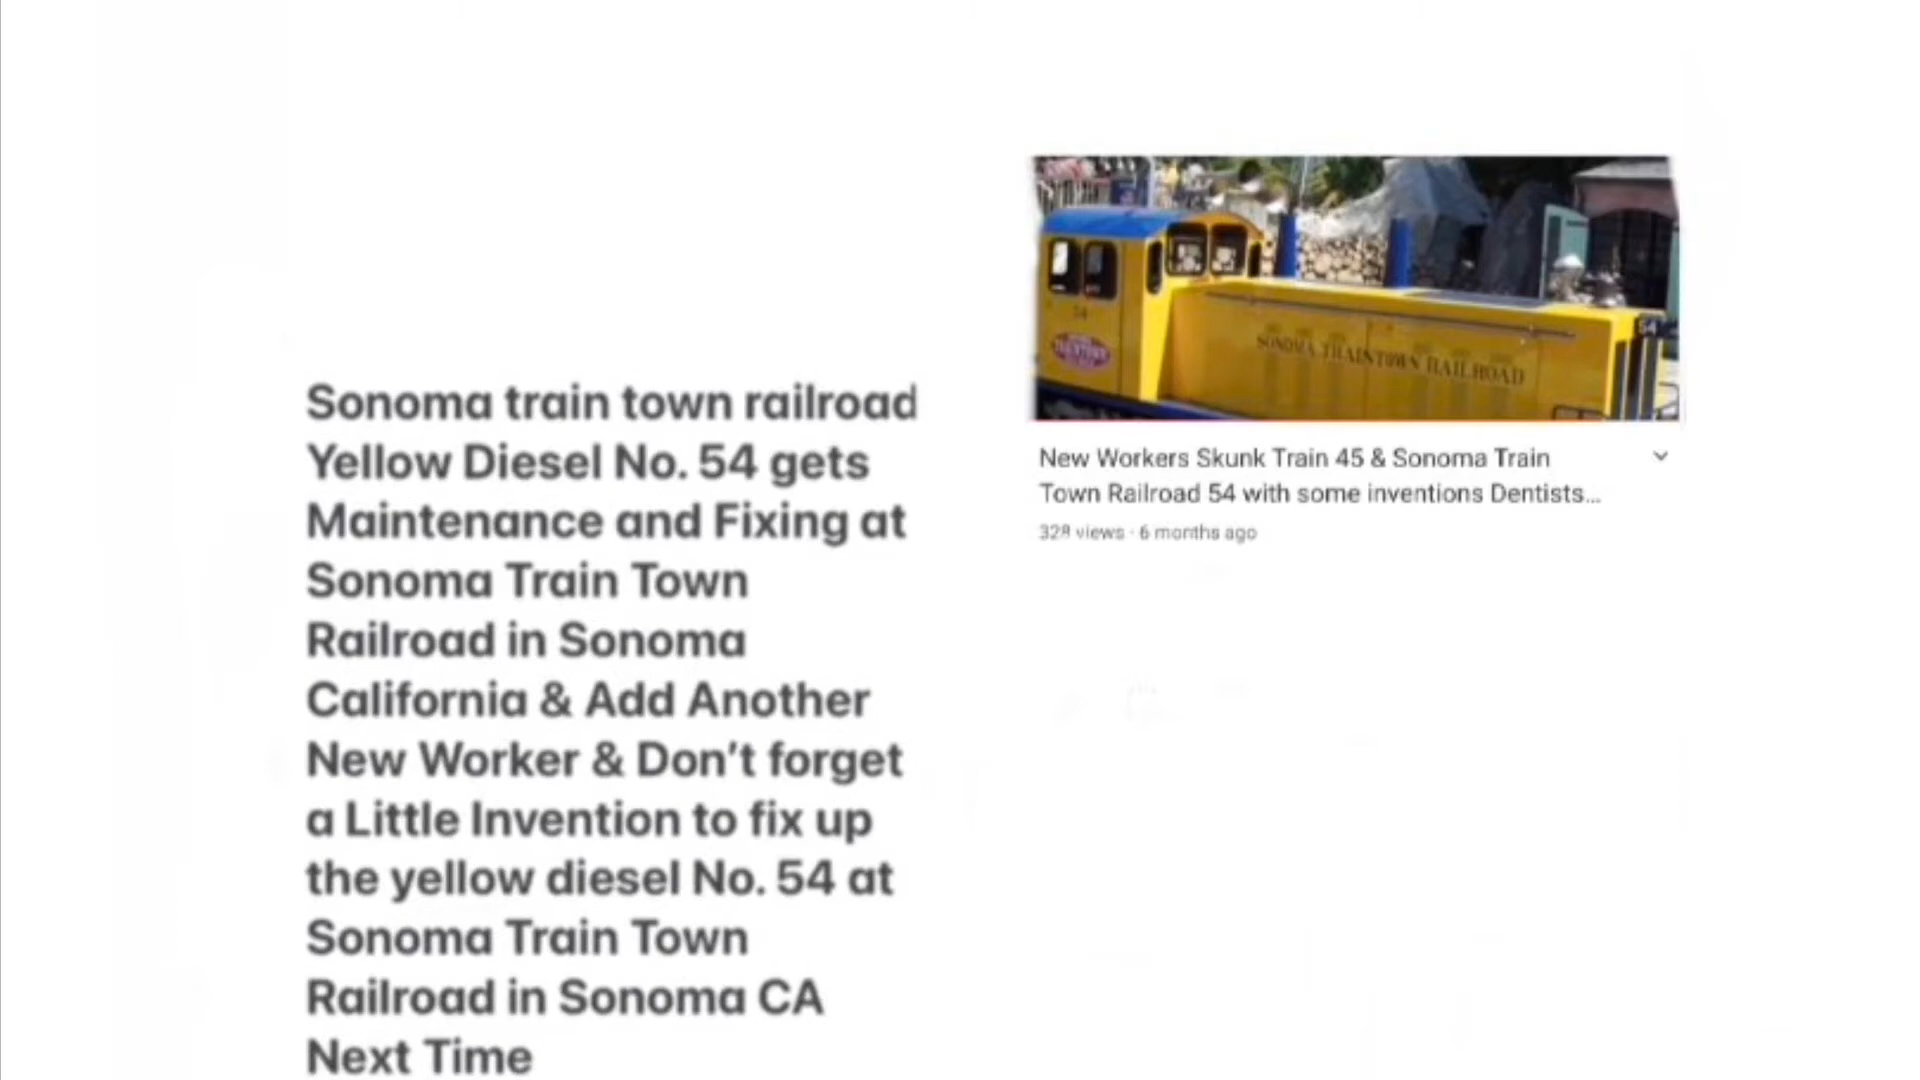 Sonoma train town railroad
Yellow Diesel No. 54 gets
Maintenance and Fixing at
Sonoma Train Town
Railroad in Sonoma
California & Add Another
New Worker & Don't forget
a Little Invention to fix up
the yellow diesel No. 54 at
Sonoma Train Town
Railroad in Sonoma CA
Next Time
54
54
SONOMA TRAINTOWN RAILROAD
New Workers Skunk Train 45 & Sonoma Train
Town Railroad 54 with some inventions Dentists...
328 views · 6 months ago